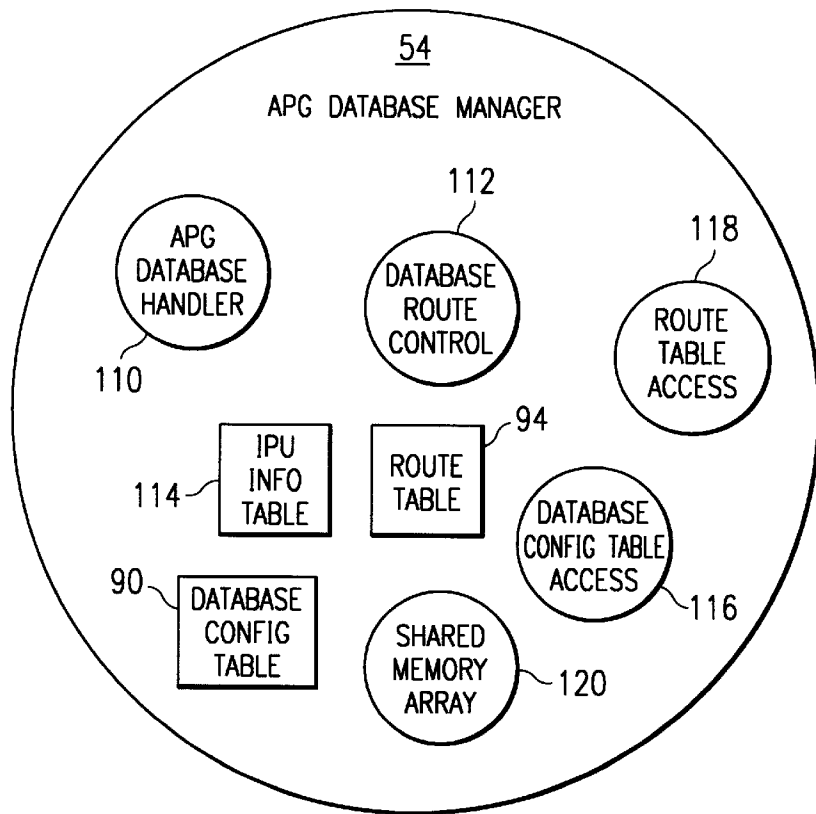 54
APG DATABASE MANAGER
112
118
APG
DATABASE
HANDLER
110
DATABASE
ROUTE
CONTROL
ROUTE
TABLE
ACCESS
94
IPU
INFO
TABLE
114
ROUTE
TABLE
DATABASE
CONFIG TABLE
ACCESS
116
90
DATABASE
CONFIG
TABLE
SHARED
MEMORY
ARRAY
120